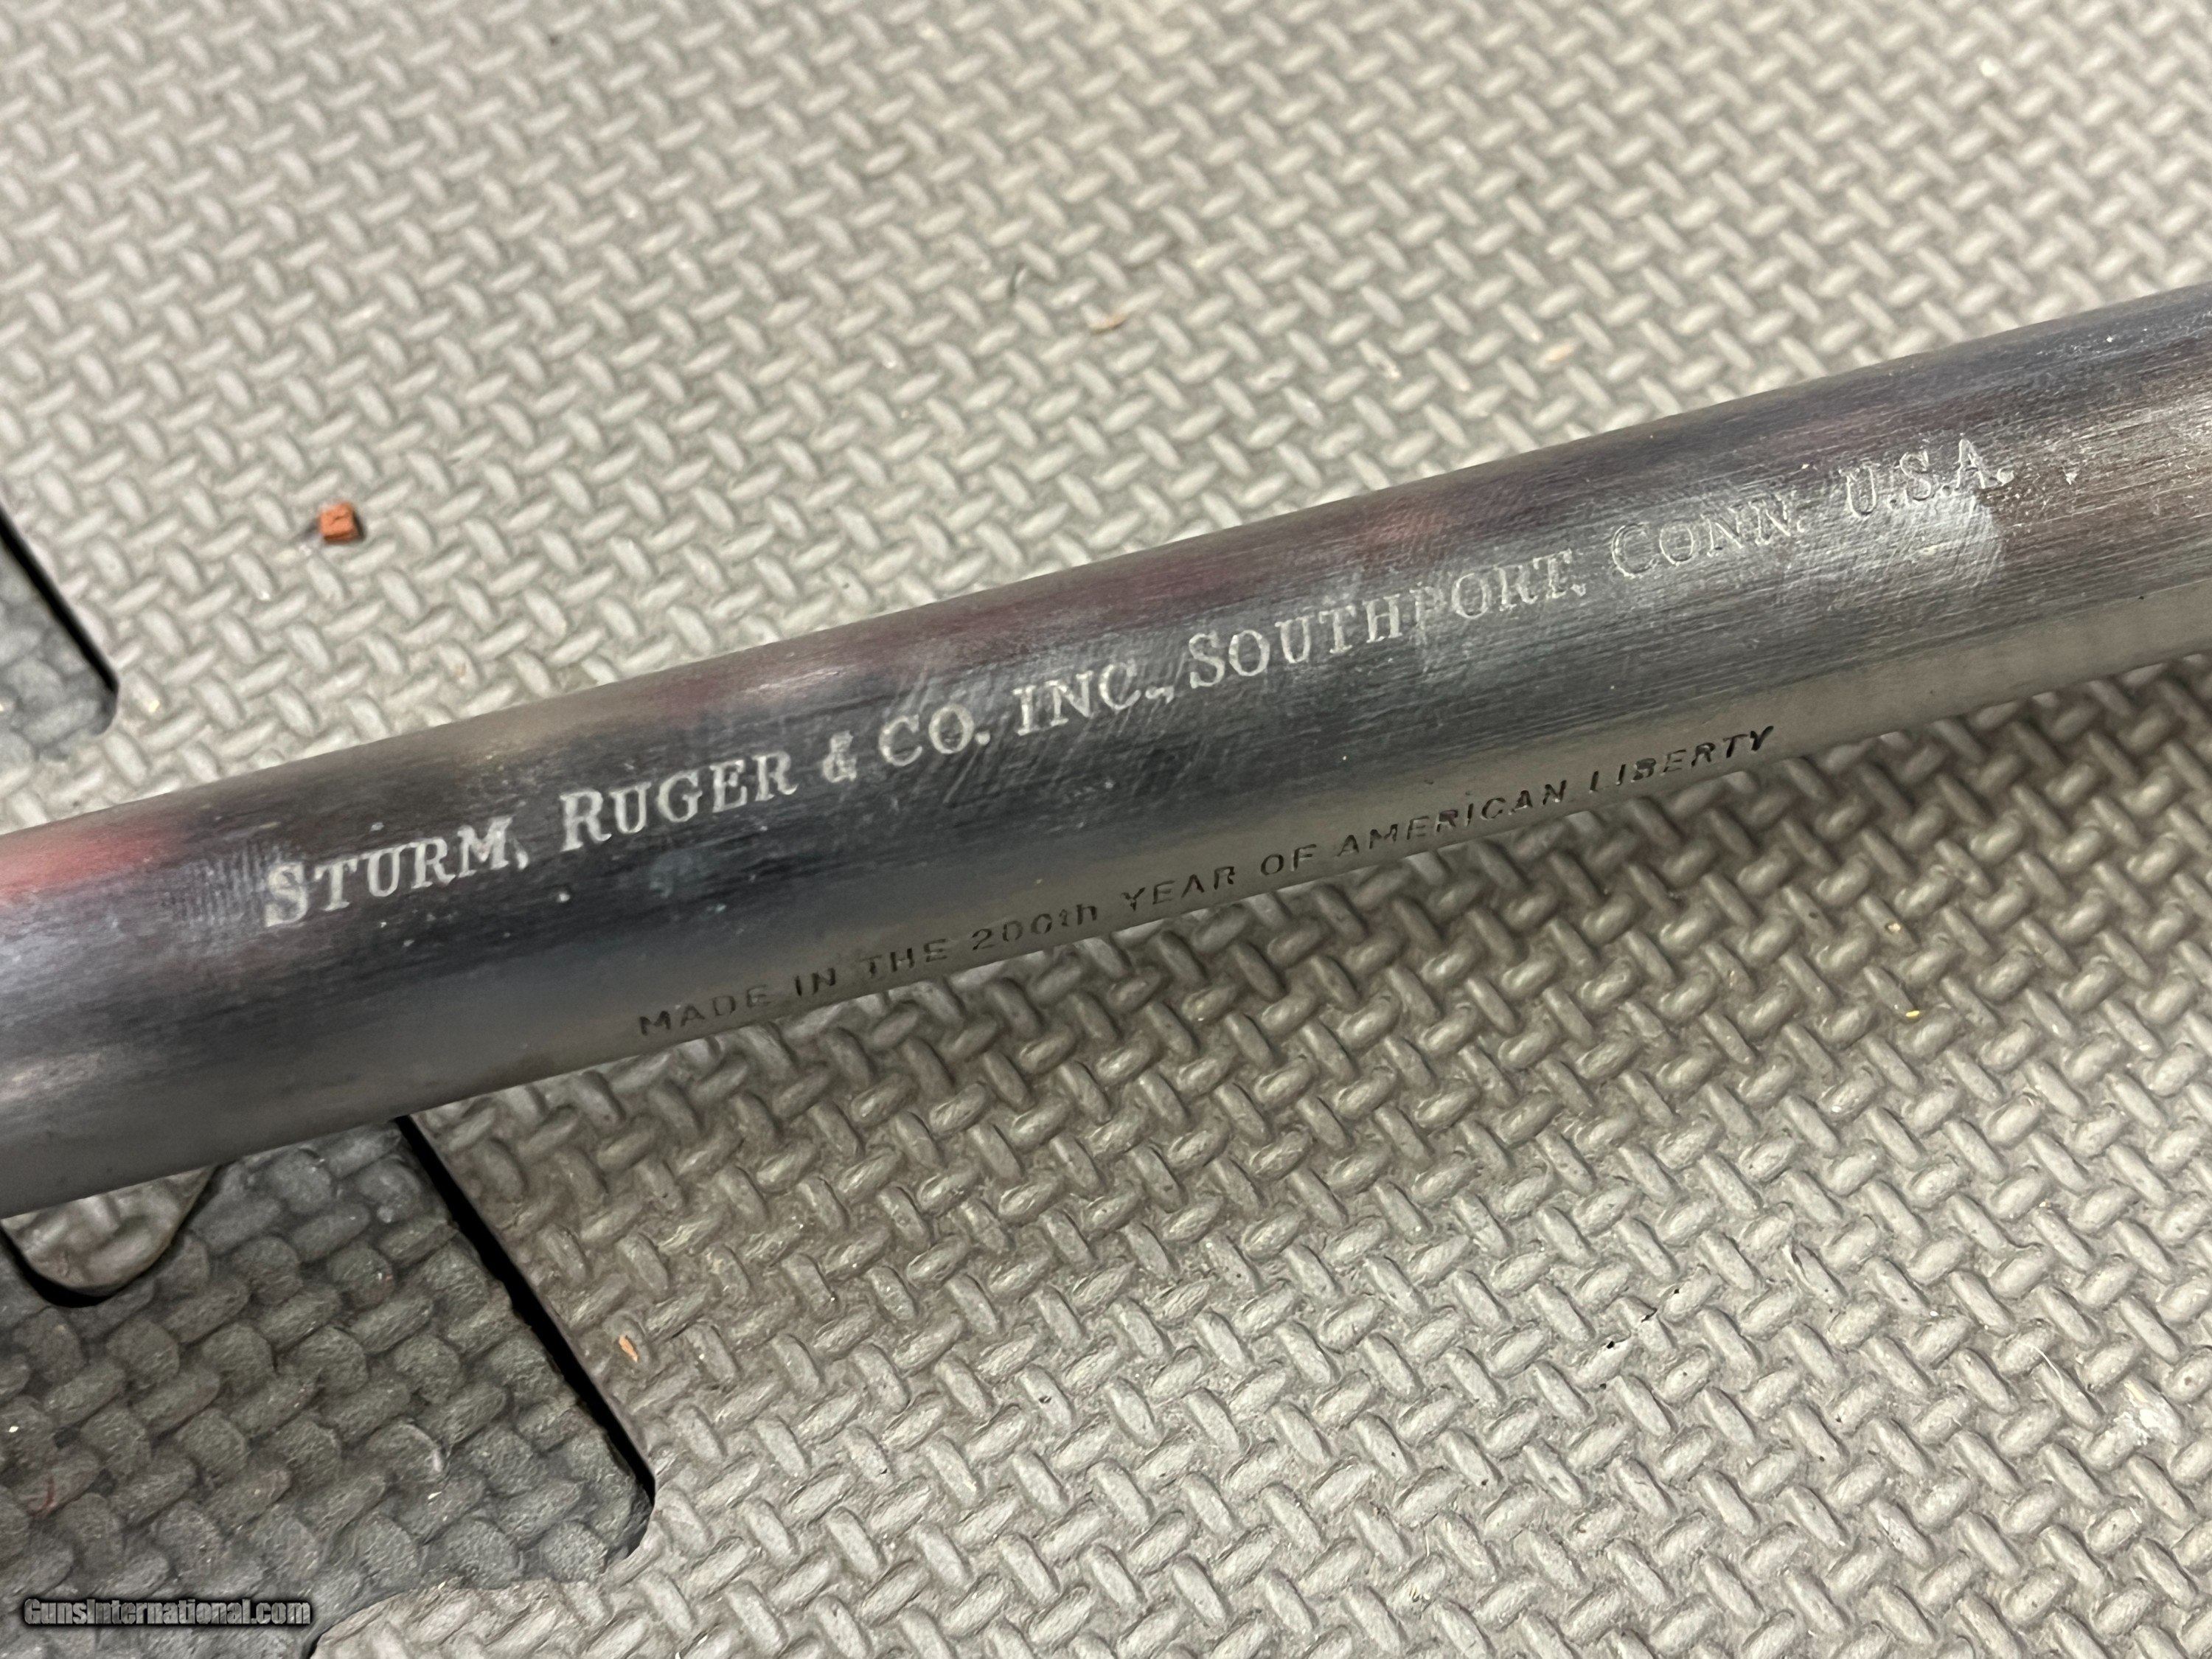 STURM, RUGER & CO. INC., SOUTHPORT, CONN. U.S.A.
MADE IN THE 200th YEAR OF AMERICAN LIBERTY
GunsInternational.com